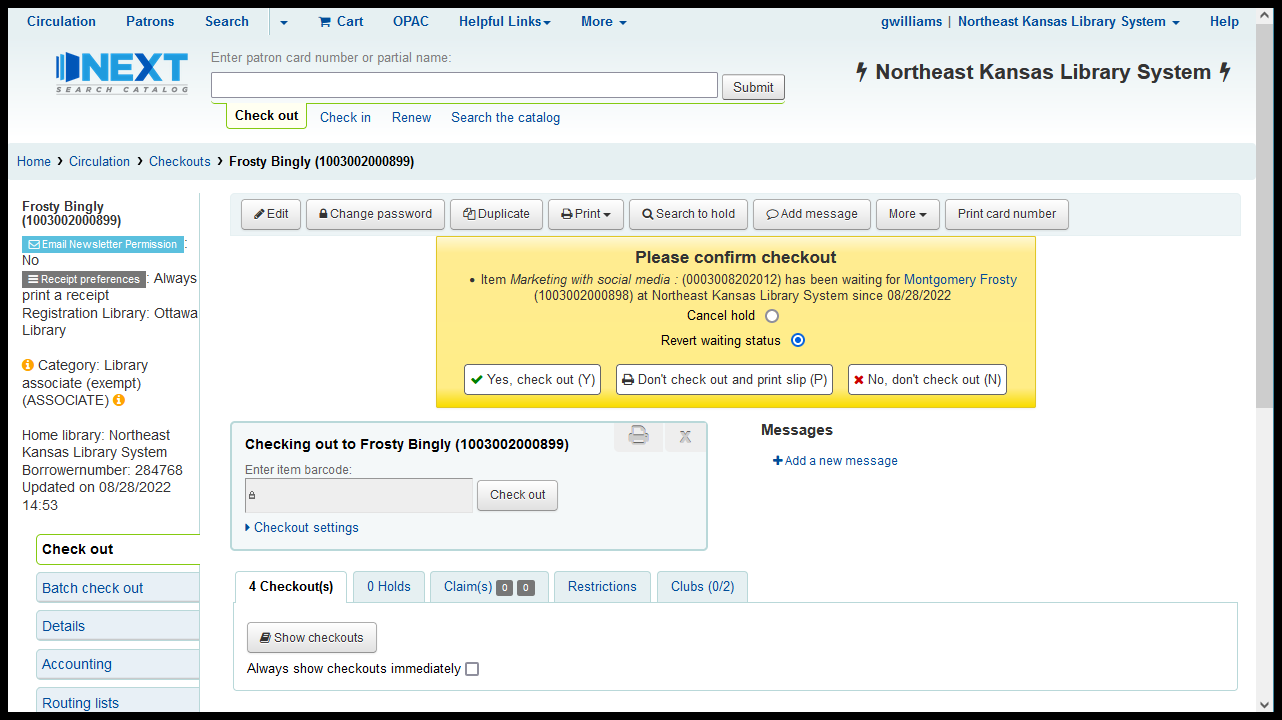 Circulation Patrons Search Cart OPAC Helpful Links More gwilliams | Northeast Kansas Library System Help
NEXT
SEARCH CATALOG
Enter patron card number or partial name:
Submit
Northeast Kansas Library System
Check out Check in Renew Search the catalog
Home › Circulation › Checkouts › Frosty Bingly (1003002000899)
Frosty Bingly
(1003002000899)
Email Newsletter Permission:
No
Receipt preferences: Always
print a receipt
Registration Library: Ottawa
Library
Category: Library
associate (exempt)
(ASSOCIATE)
Home library: Northeast
Kansas Library System
Borrowernumber: 284768
Updated on 08/28/2022
14:53
Check out
Batch check out
Details
Accounting
Routing lists
Edit Change password Duplicate Print Search to hold Add message More Print card number
Please confirm checkout
• Item Marketing with social media : (0003008202012) has been waiting for Montgomery Frosty
(1003002000898) at Northeast Kansas Library System since 08/28/2022
Cancel hold
Revert waiting status
Yes, check out (Y) Don't check out and print slip (P) No, don't check out (N)
Checking out to Frosty Bingly (1003002000899)
X
Enter item barcode:
Check out
Checkout settings
Messages
Add a new message
4 Checkout(s) 0 Holds Claim(s) 0 0 Restrictions Clubs (0/2)
Show checkouts
Always show checkouts immediately